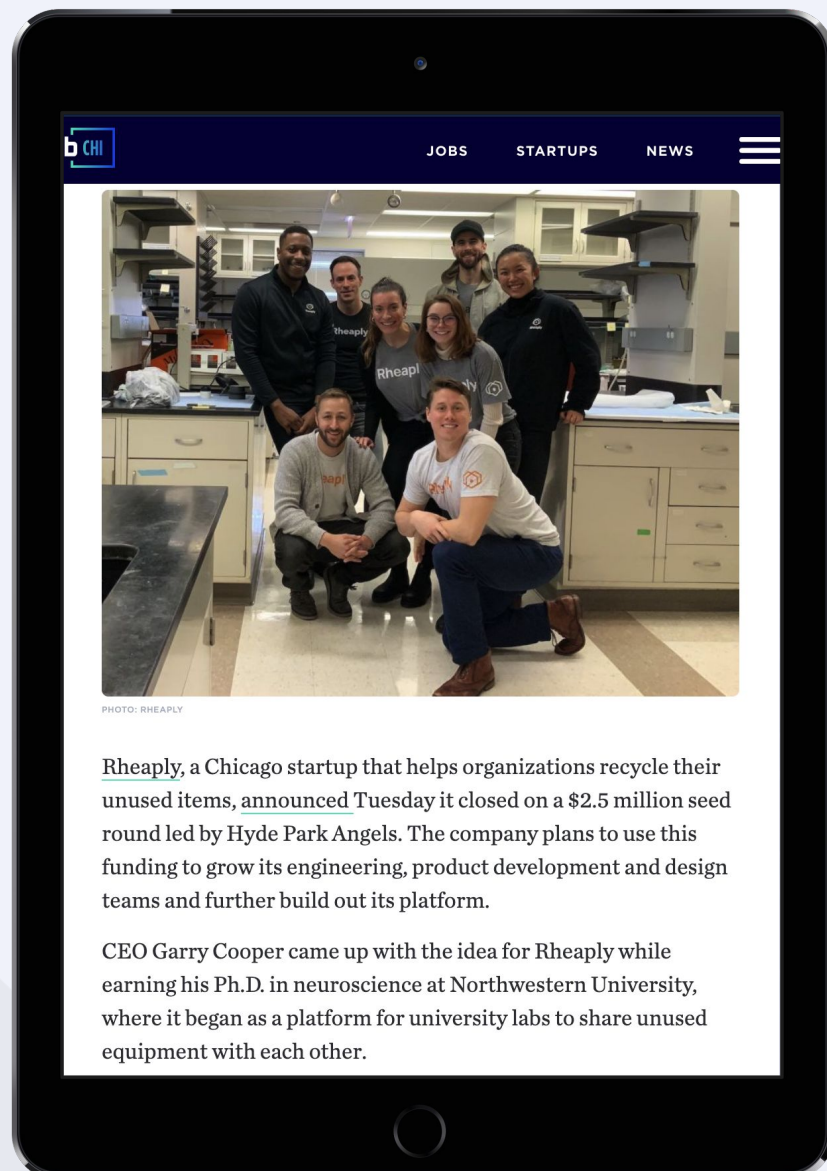 b CHI
JOBS STARTUPS NEWS
Rheaply
Rheapl
ply
eapl
PHOTO: RHEAPLY
Rheaply, a Chicago startup that helps organizations recycle their
unused items, announced Tuesday it closed on a $2.5 million seed
round led by Hyde Park Angels. The company plans to use this
funding to grow its engineering, product development and design
teams and further build out its platform.
CEO Garry Cooper came up with the idea for Rheaply while
earning his Ph.D. in neuroscience at Northwestern University,
where it began as a platform for university labs to share unused
equipment with each other.